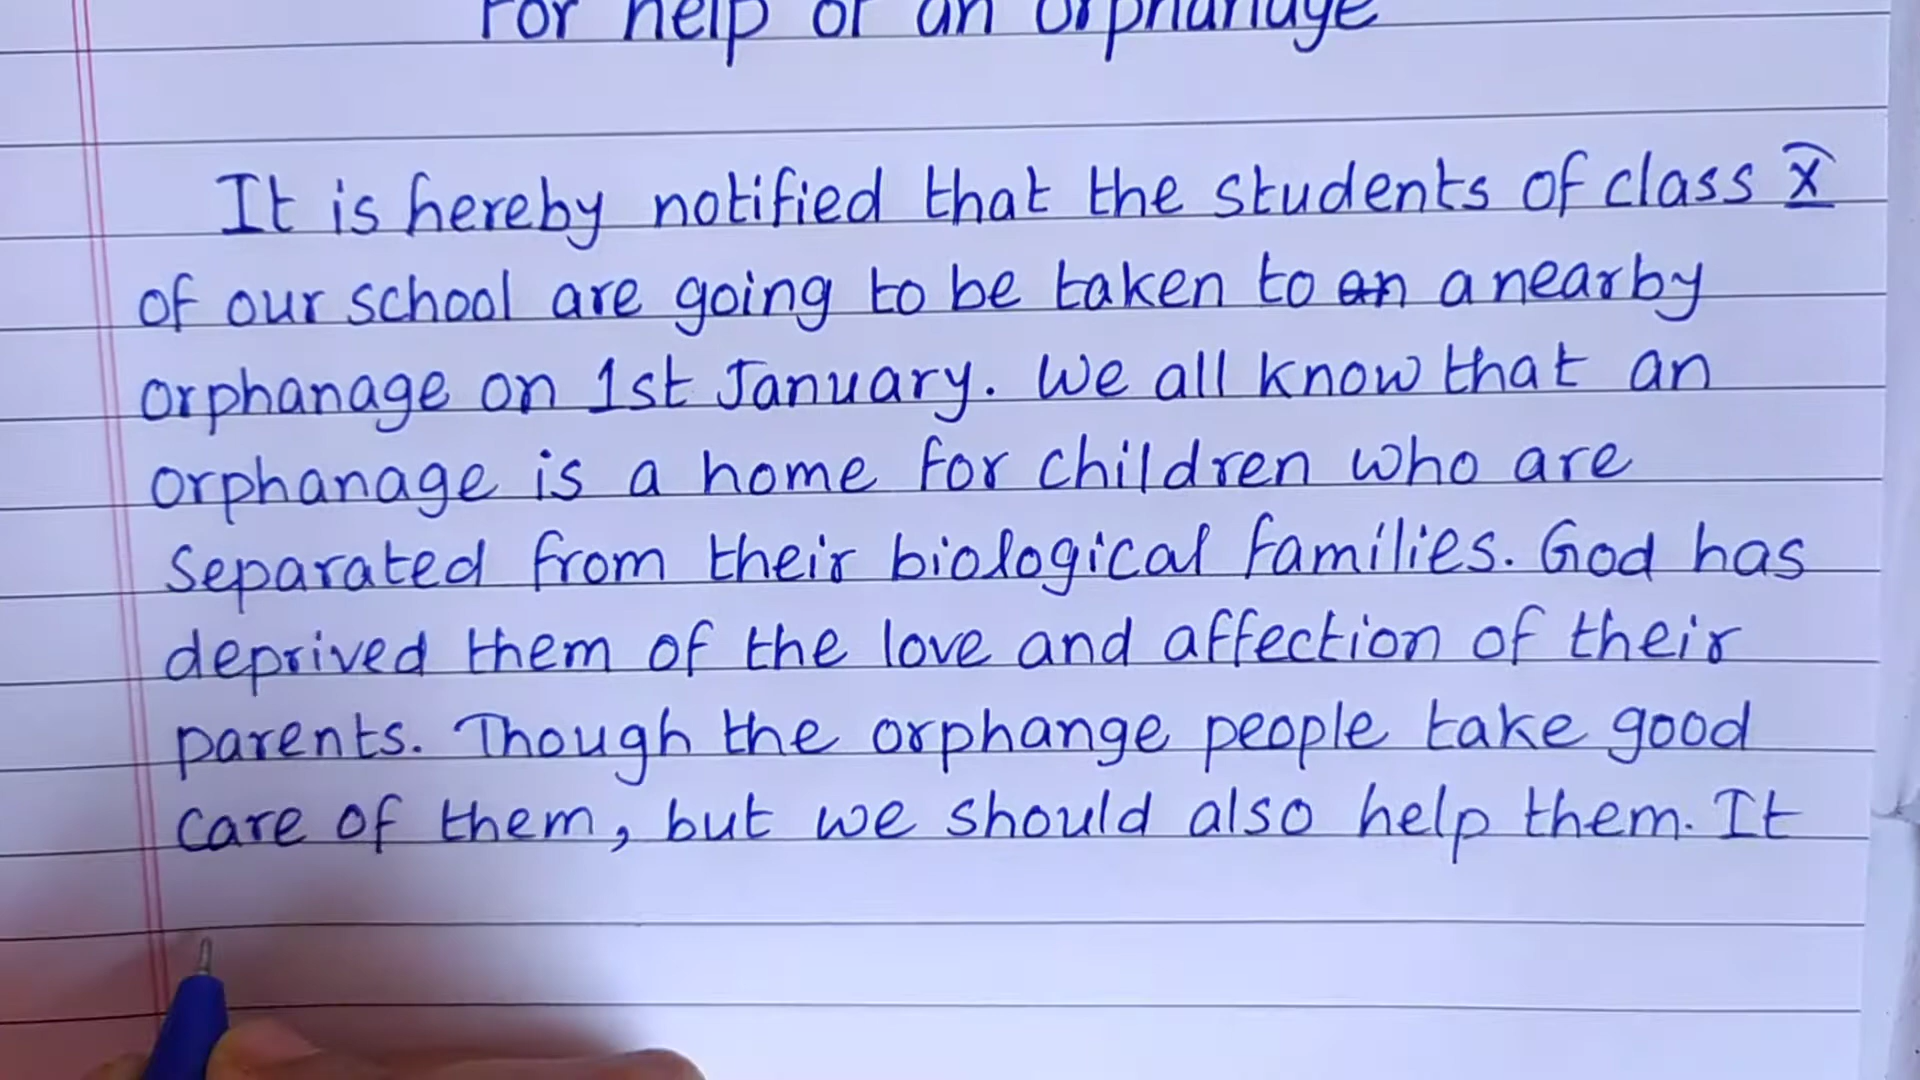 For help of an orphanage
It is hereby notified that the students of class X
of our school are going to be taken to an a nearby
orphanage on 1st January. We all know that an
orphanage is a home for children who are
separated from their biological families. God has
deprived them of the love and affection of their
parents. Though the orphange people take good
care of them, but we should also help them. It